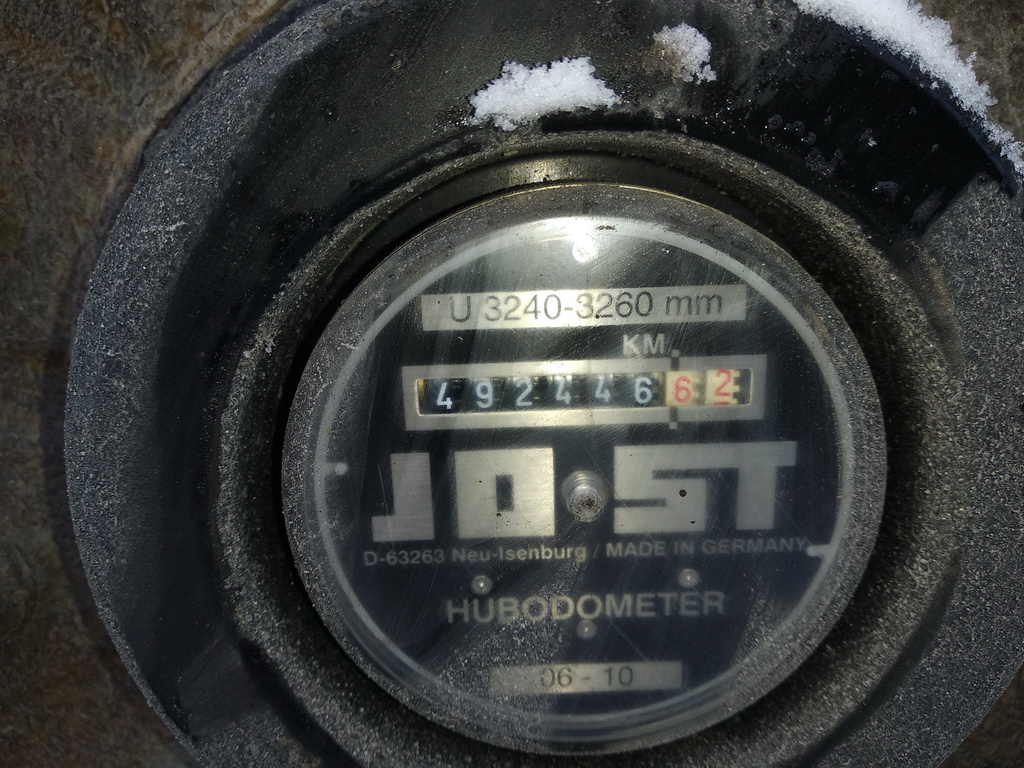 U 3240-3260 mm
KM
49244662
JOST
D-63263 Neu-Isenburg / MADE IN GERMANY
HUBODOMETER
06 - 10